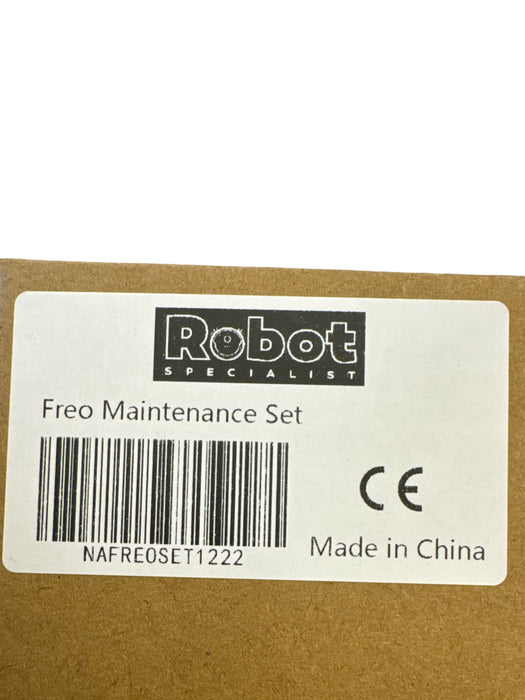 Robot
SPECIALIST
Freo Maintenance Set
CE
NAFREOSET1222
Made in China